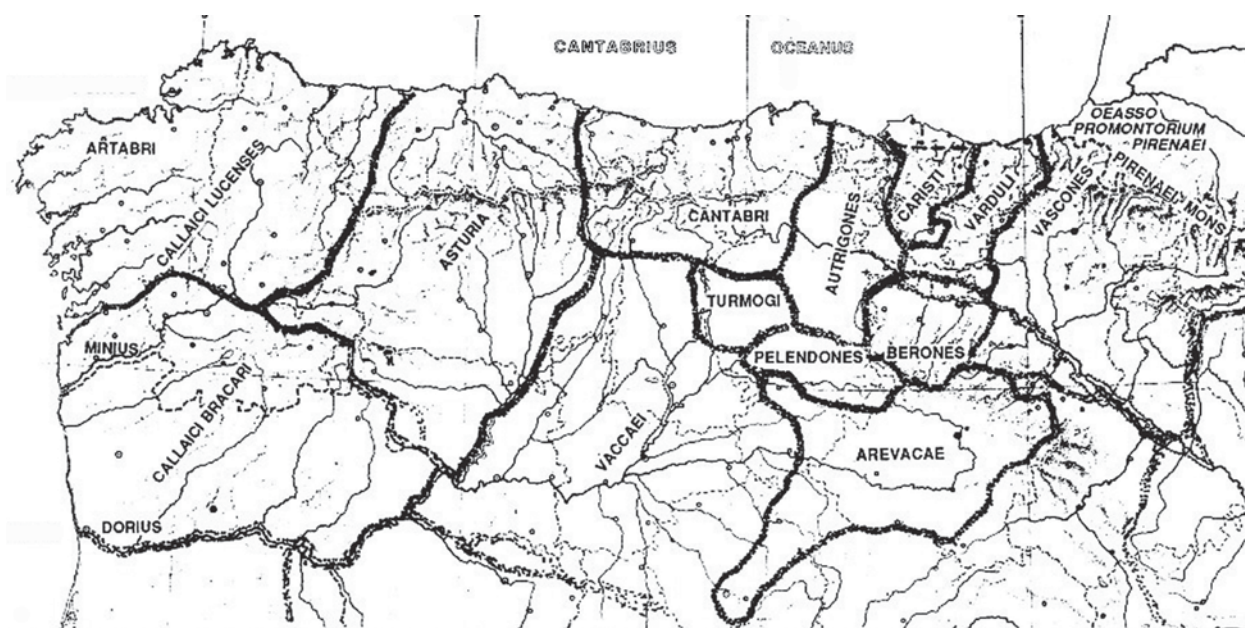 CANTABRIUS OCEANUS
OEASSO
PROMONTORIUM
PIRENAEI
PIRENAEI MONS
ARTABRI
CALLAICI LUCENSES
ASTURIA
CANTABRI
AUTRIGONES
CARISTI
VARDULI
VASCONES
TURMOGI
MINIUS
PELENDONES
BERONES
CALLAICI BRACARI
VACCAEI
AREVACAE
DORIUS